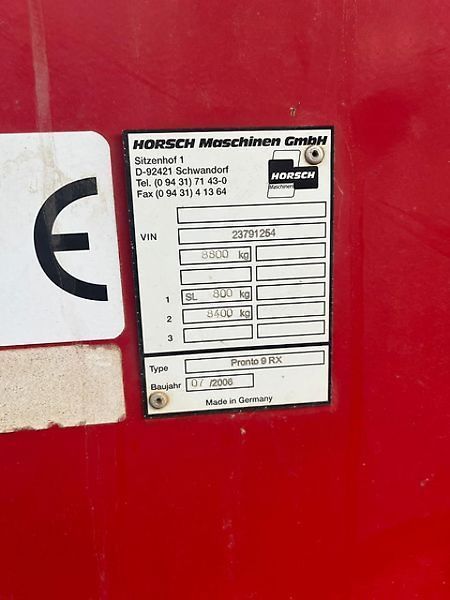 HORSCH Maschinen GmbH
Sitzenhof 1
D-92421 Schwandorf
Tel. (0 94 31) 71 43-0
Fax (0 94 31) 4 13 64
HORSCH
Maschinen
VIN 23791254
8800 kg
1 SL 800 kg
2 8400 kg
3
Type Pronto 9 RX
Baujahr 07 /2006
Made in Germany
CE